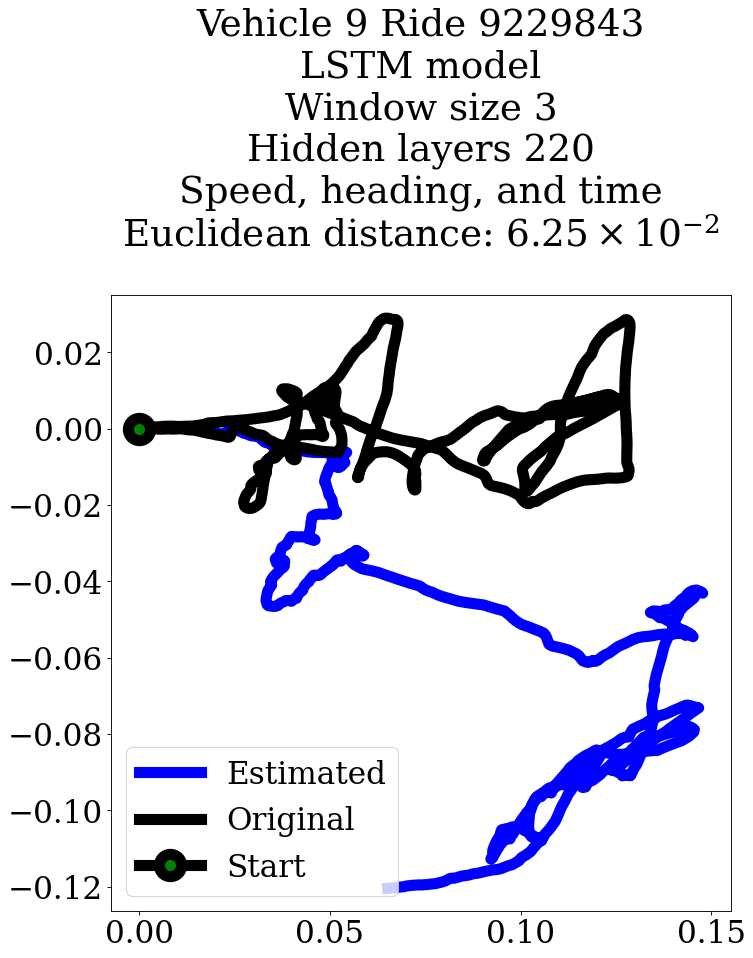 Vehicle 9 Ride 9229843
LSTM model
Window size 3
Hidden layers 220
Speed, heading, and time
Euclidean distance: 6.25 × 10⁻²
0.02
0.00
−0.02
−0.04
−0.06
−0.08
−0.10
−0.12
Estimated
Original
Start
0.00 0.05 0.10 0.15